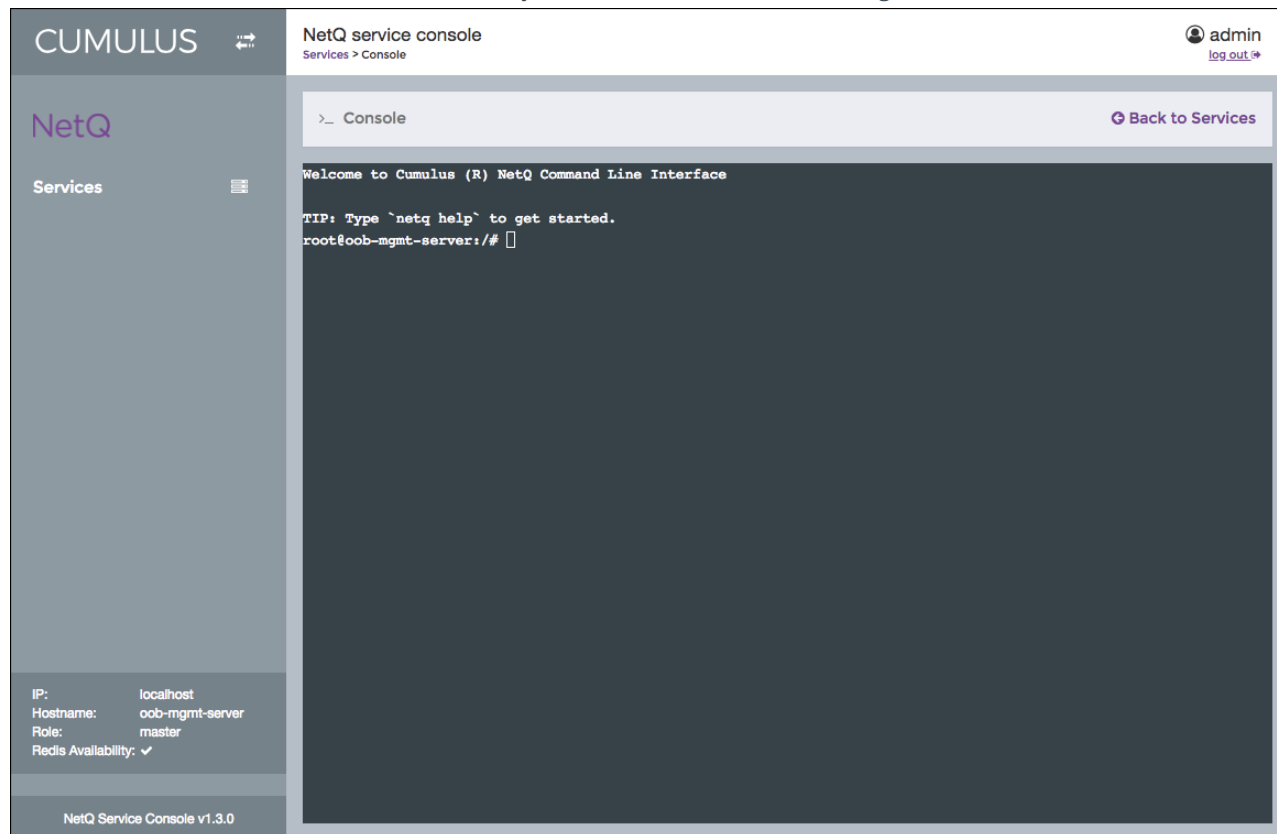 CUMULUS
NetQ service console
Services > Console
admin
log out
NetQ
Services
>_ Console
Back to Services
Welcome to Cumulus (R) NetQ Command Line Interface
TIP: Type `netq help` to get started.
root@oob-mgmt-server:/#
IP: localhost
Hostname: oob-mgmt-server
Role: master
Redis Availability: ✔
NetQ Service Console v1.3.0